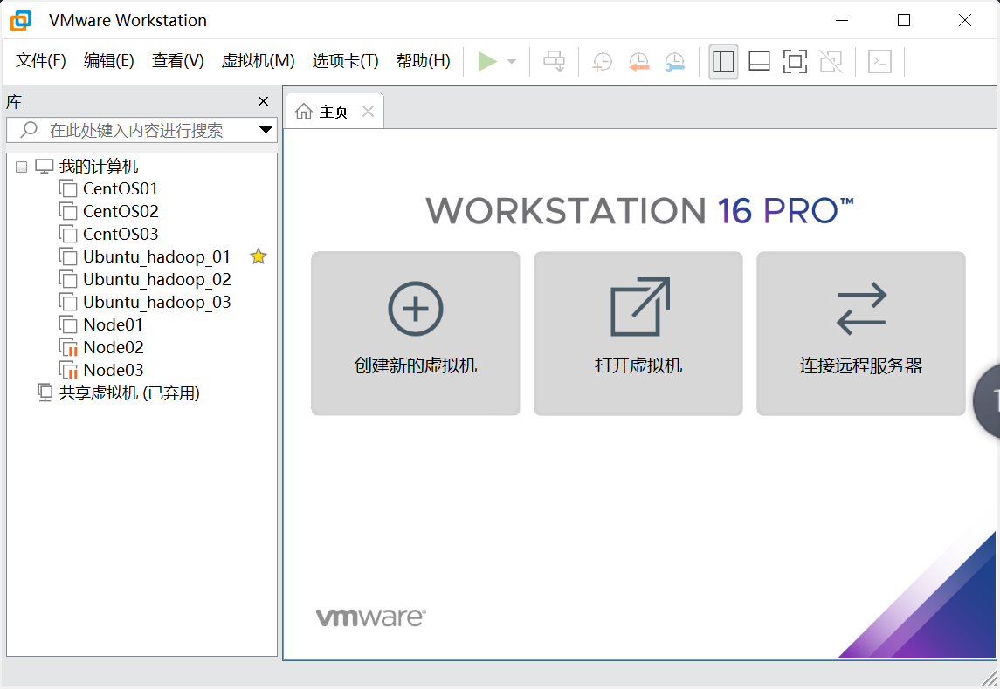 VMware Workstation
文件(F) 编辑(E) 查看(V) 虚拟机(M) 选项卡(T) 帮助(H)
库
在此处键入内容进行搜索
我的计算机
CentOS01
CentOS02
CentOS03
Ubuntu_hadoop_01
Ubuntu_hadoop_02
Ubuntu_hadoop_03
Node01
Node02
Node03
共享虚拟机 (已弃用)
主页
WORKSTATION 16 PRO™
创建新的虚拟机
打开虚拟机
连接远程服务器
vmware®